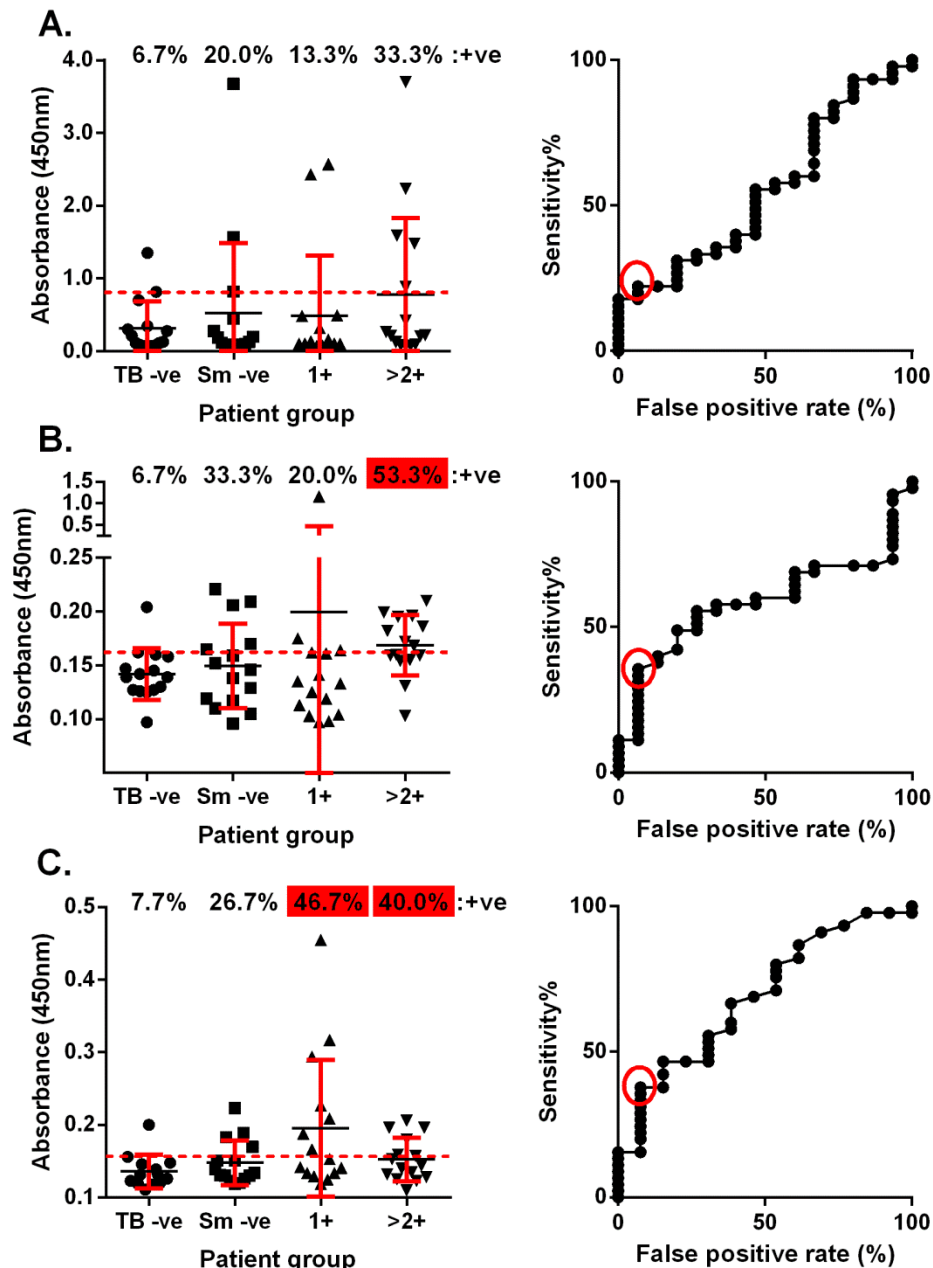 A.
6.7% 20.0% 13.3% 33.3% :+ve
4.0
3.0
2.0
1.0
0.0
Absorbance (450nm)
TB -ve Sm -ve 1+ >2+
Patient group
100
50
0
Sensitivity%
0 50 100
False positive rate (%)
B.
6.7% 33.3% 20.0% 53.3% :+ve
1.5
1.0
0.5
0.25
0.20
0.15
0.10
Absorbance (450nm)
TB -ve Sm -ve 1+ >2+
Patient group
100
50
0
Sensitivity%
0 50 100
False positive rate (%)
C.
7.7% 26.7% 46.7% 40.0% :+ve
0.5
0.4
0.3
0.2
0.1
Absorbance (450nm)
TB -ve Sm -ve 1+ >2+
Patient group
100
50
0
Sensitivity%
0 50 100
False positive rate (%)